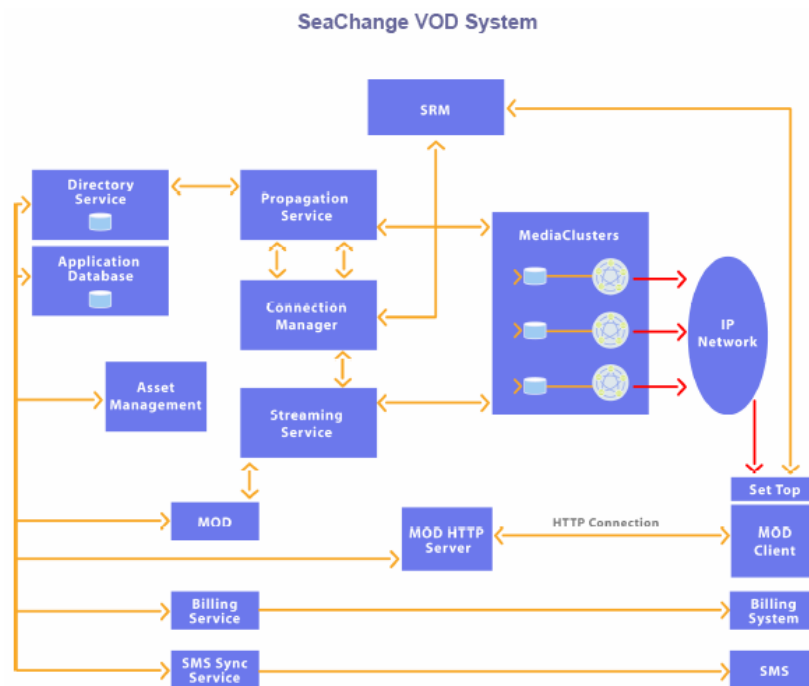 SeaChange VOD System
SRM
Directory
Service
Propagation
Service
MediaClusters
Application
Database
Connection
Manager
IP
Network
Asset
Management
Streaming
Service
Set Top
MOD
MOD HTTP
Server
HTTP Connection
MOD
Client
Billing
Service
Billing
System
SMS Sync
Service
SMS